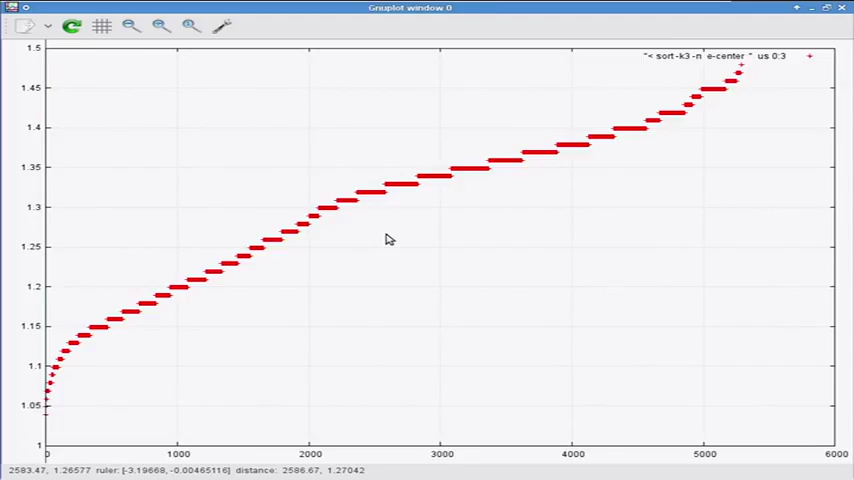 Gnuplot window 0
"< sort -k3 -n e-center " us 0:3
1.5
1.45
1.4
1.35
1.3
1.25
1.2
1.15
1.1
1.05
1
0 1000 2000 3000 4000 5000 6000
2583.47, 1.26577 ruler: [-3.19668, -0.00465116] distance: 2586.67, 1.27042